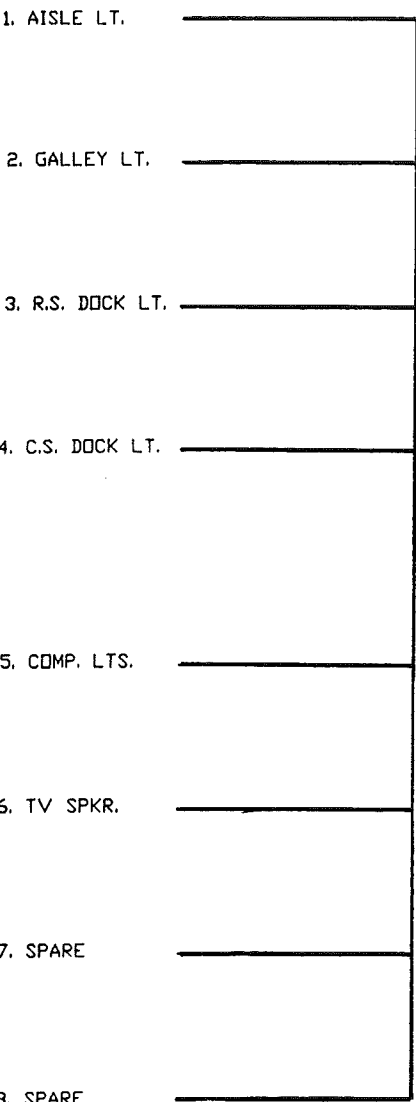 1. AISLE LT.
2. GALLEY LT.
3. R.S. DOCK LT.
4. C.S. DOCK LT.
5. COMP. LTS.
6. TV SPKR.
7. SPARE
8. SPARE